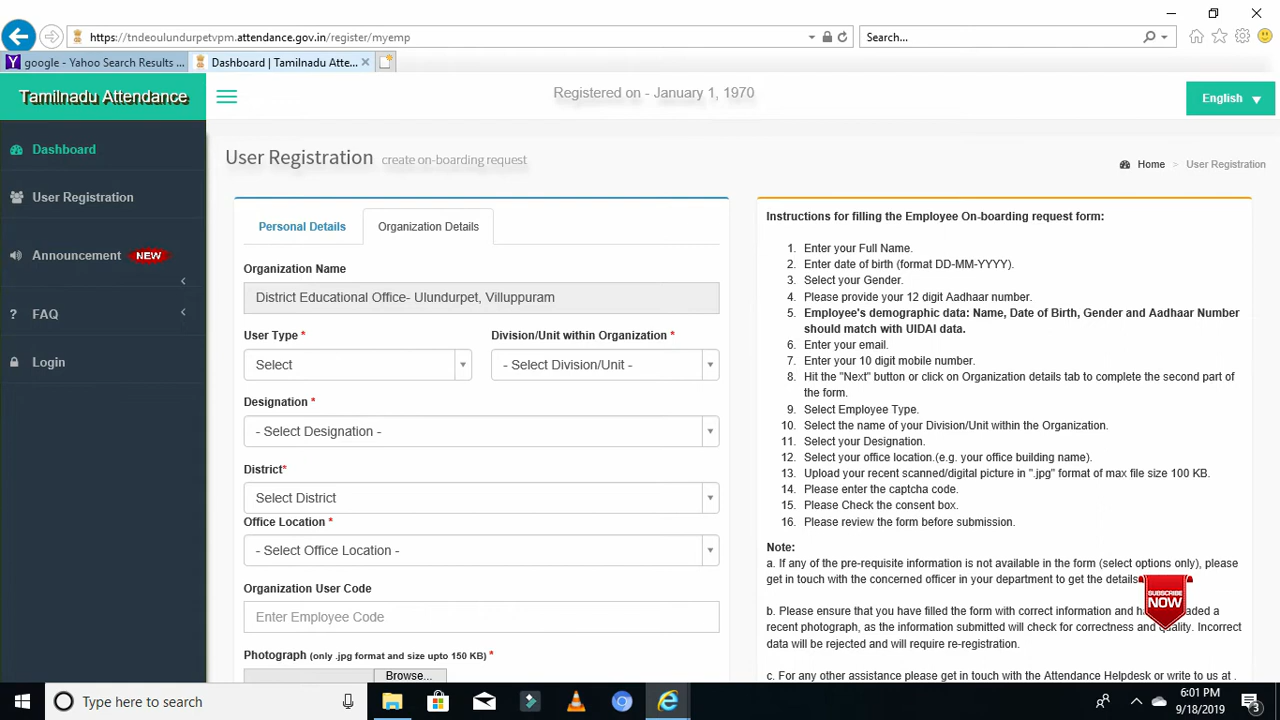 https://tndeoulundurpetvpm.attendance.gov.in/register/myemp
Search...
google - Yahoo Search Results ...
Dashboard | Tamilnadu Atte...
Tamilnadu Attendance
Registered on - January 1, 1970
English
Dashboard
User Registration
Announcement NEW
FAQ
Login
User Registration create on-boarding request
Home > User Registration
Personal Details
Organization Details
Organization Name
District Educational Office- Ulundurpet, Villuppuram
User Type *
Division/Unit within Organization *
Select
- Select Division/Unit -
Designation *
- Select Designation -
District*
Select District
Office Location *
- Select Office Location -
Organization User Code
Enter Employee Code
Photograph (only .jpg format and size upto 150 KB) *
Browse...
Instructions for filling the Employee On-boarding request form:
1. Enter your Full Name.
2. Enter date of birth (format DD-MM-YYYY).
3. Select your Gender.
4. Please provide your 12 digit Aadhaar number.
5. Employee's demographic data: Name, Date of Birth, Gender and Aadhaar Number
should match with UIDAI data.
6. Enter your email.
7. Enter your 10 digit mobile number.
8. Hit the "Next" button or click on Organization details tab to complete the second part of
the form.
9. Select Employee Type.
10. Select the name of your Division/Unit within the Organization.
11. Select your Designation.
12. Select your office location.(e.g. your office building name).
13. Upload your recent scanned/digital picture in ".jpg" format of max file size 100 KB.
14. Please enter the captcha code.
15. Please Check the consent box.
16. Please review the form before submission.
Note:
a. If any of the pre-requisite information is not available in the form (select options only), please
get in touch with the concerned officer in your department to get the details
SUBSCRIBE
NOW
b. Please ensure that you have filled the form with correct information and a
recent photograph, as the information submitted will check for correctness and quality. Incorrect
data will be rejected and will require re-registration.
c. For any other assistance please get in touch with the Attendance Helpdesk or write to us at .
Type here to search
6:01 PM
9/18/2019
3